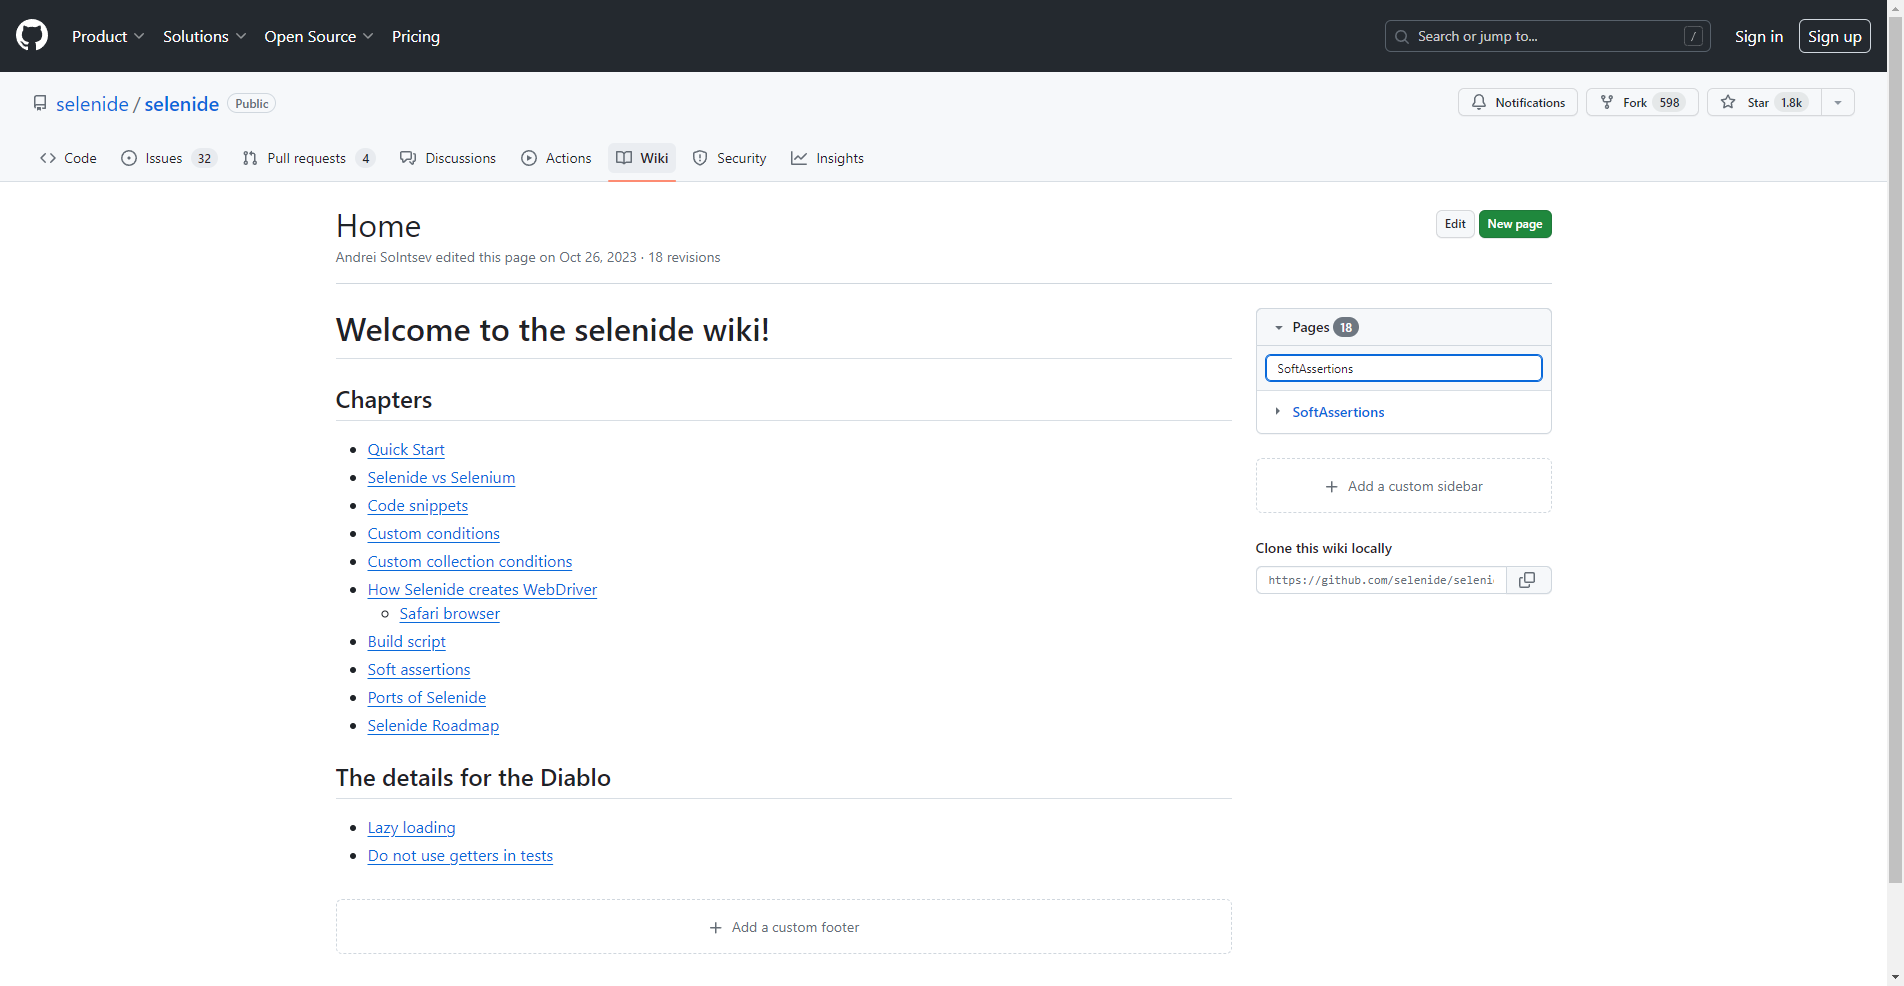 Product Solutions Open Source Pricing Search or jump to... / Sign in Sign up
selenide / selenide Public Notifications Fork 598 Star 1.8k
Code Issues 32 Pull requests 4 Discussions Actions Wiki Security Insights
Home Edit New page
Andrei Solntsev edited this page on Oct 26, 2023 · 18 revisions
Welcome to the selenide wiki!
Chapters
Quick Start
Selenide vs Selenium
Code snippets
Custom conditions
Custom collection conditions
How Selenide creates WebDriver
Safari browser
Build script
Soft assertions
Ports of Selenide
Selenide Roadmap
The details for the Diablo
Lazy loading
Do not use getters in tests
Add a custom footer
Pages 18
SoftAssertions
SoftAssertions
Add a custom sidebar
Clone this wiki locally
https://github.com/selenide/seleni